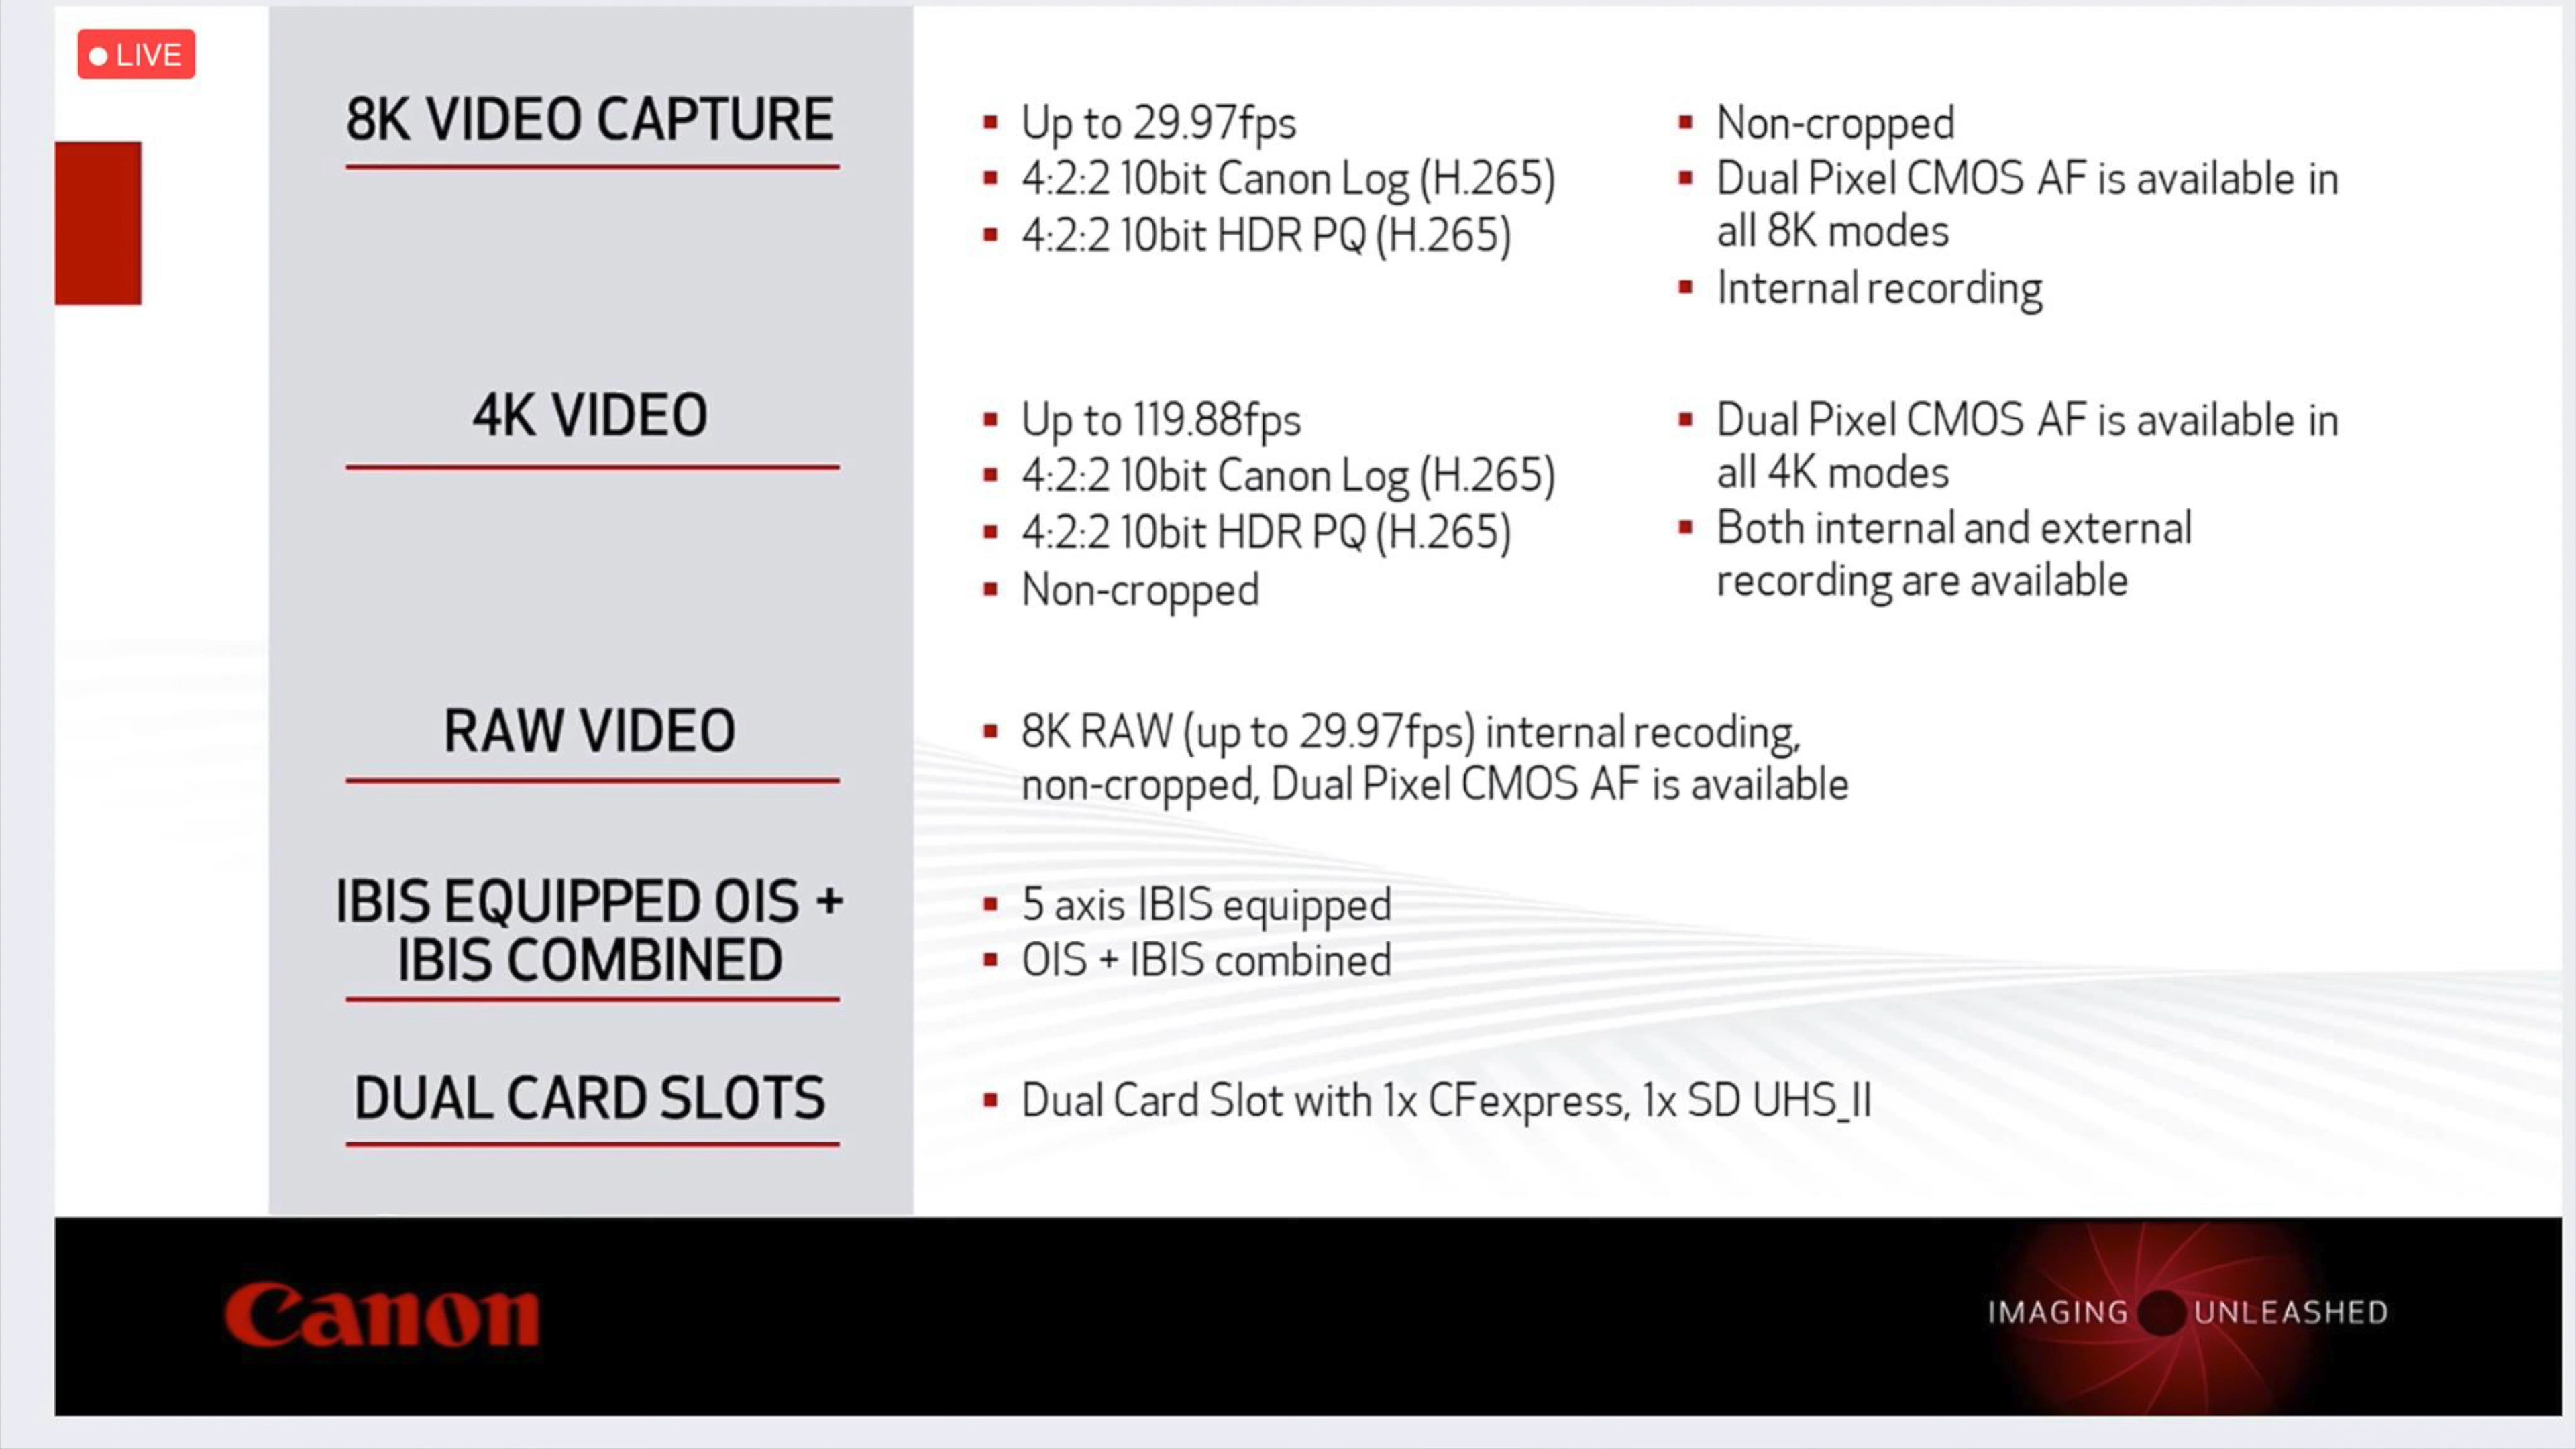 LIVE
8K VIDEO CAPTURE
Up to 29.97fps
4:2:2 10bit Canon Log (H.265)
4:2:2 10bit HDR PQ (H.265)
Non-cropped
Dual Pixel CMOS AF is available in
all 8K modes
Internal recording
4K VIDEO
Up to 119.88fps
4:2:2 10bit Canon Log (H.265)
4:2:2 10bit HDR PQ (H.265)
Non-cropped
Dual Pixel CMOS AF is available in
all 4K modes
Both internal and external
recording are available
RAW VIDEO
8K RAW (up to 29.97fps) internal recoding,
non-cropped, Dual Pixel CMOS AF is available
IBIS EQUIPPED OIS +
IBIS COMBINED
5 axis IBIS equipped
OIS + IBIS combined
DUAL CARD SLOTS
Dual Card Slot with 1x CFexpress, 1x SD UHS_II
Canon
IMAGING UNLEASHED